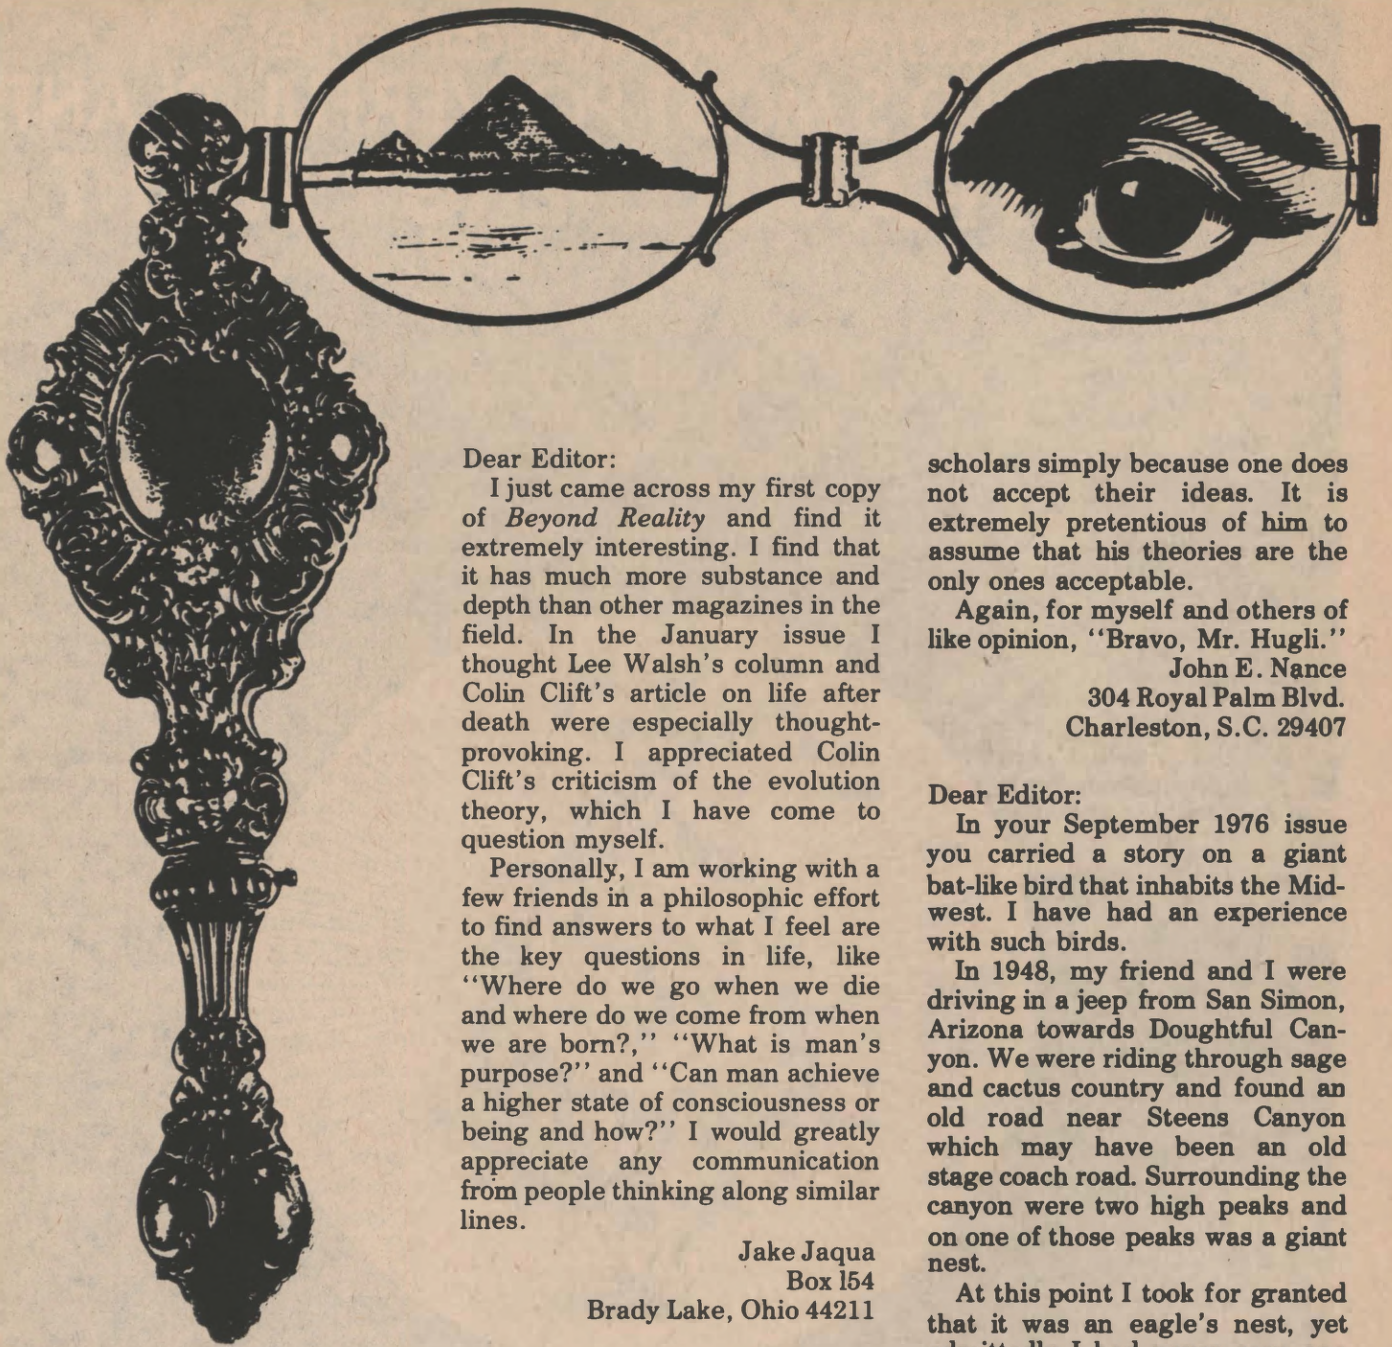 Dear Editor:
I just came across my first copy
of Beyond Reality and find it
extremely interesting. I find that
it has much more substance and
depth than other magazines in the
field. In the January issue I
thought Lee Walsh's column and
Colin Clift's article on life after
death were especially thought-
provoking. I appreciated Colin
Clift's criticism of the evolution
theory, which I have come to
question myself.
Personally, I am working with a
few friends in a philosophic effort
to find answers to what I feel are
the key questions in life, like
“Where do we go when we die
and where do we come from when
we are born?,” “What is man's
purpose?” and “Can man achieve
a higher state of consciousness or
being and how?” I would greatly
appreciate any communication
from people thinking along similar
lines.
Jake Jaqua
Box 154
Brady Lake, Ohio 44211
scholars simply because one does
not accept their ideas. It is
extremely pretentious of him to
assume that his theories are the
only ones acceptable.
Again, for myself and others of
like opinion, “Bravo, Mr. Hugli.”
John E. Nance
304 Royal Palm Blvd.
Charleston, S.C. 29407
Dear Editor:
In your September 1976 issue
you carried a story on a giant
bat-like bird that inhabits the Mid-
west. I have had an experience
with such birds.
In 1948, my friend and I were
driving in a jeep from San Simon,
Arizona towards Doughtful Can-
yon. We were riding through sage
and cactus country and found an
old road near Steens Canyon
which may have been an old
stage coach road. Surrounding the
canyon were two high peaks and
on one of those peaks was a giant
nest.
At this point I took for granted
that it was an eagle's nest, yet